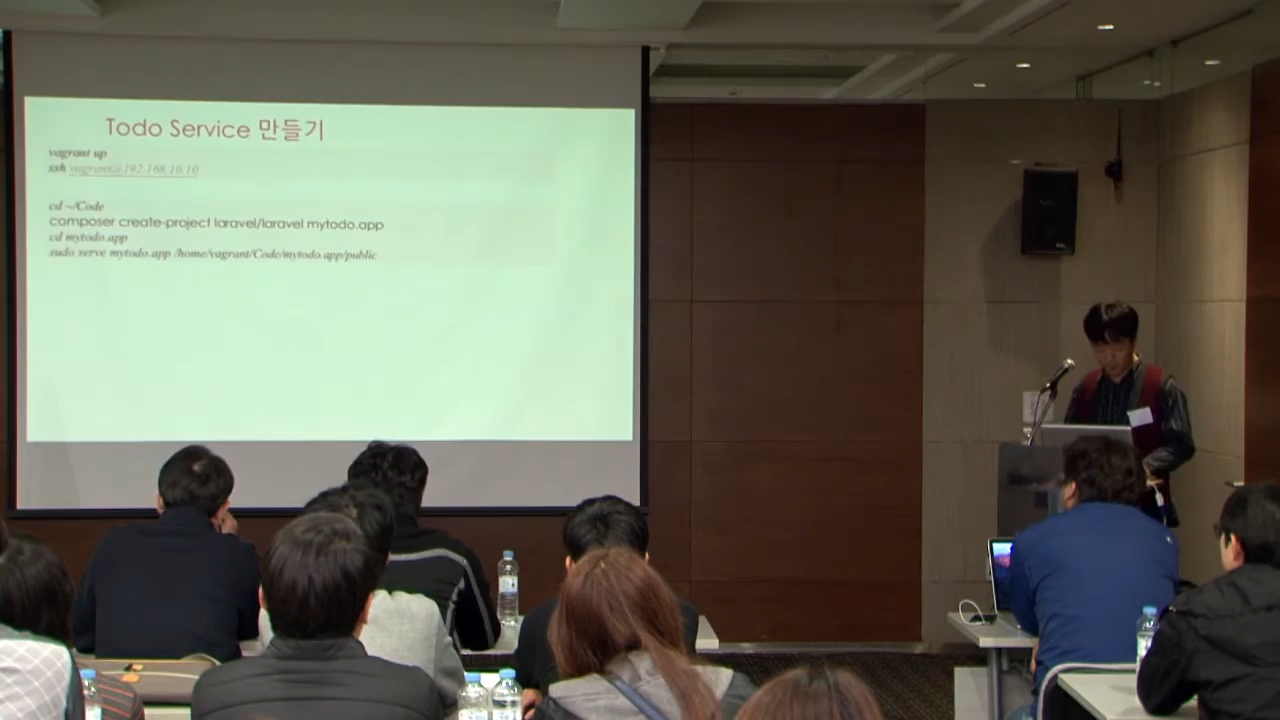 Todo Service 만들기
vagrant up
ssh vagrant@192.168.10.10
cd ~/Code
composer create-project laravel/laravel mytodo.app
cd mytodo.app
sudo serve mytodo.app /home/vagrant/Code/mytodo.app/public